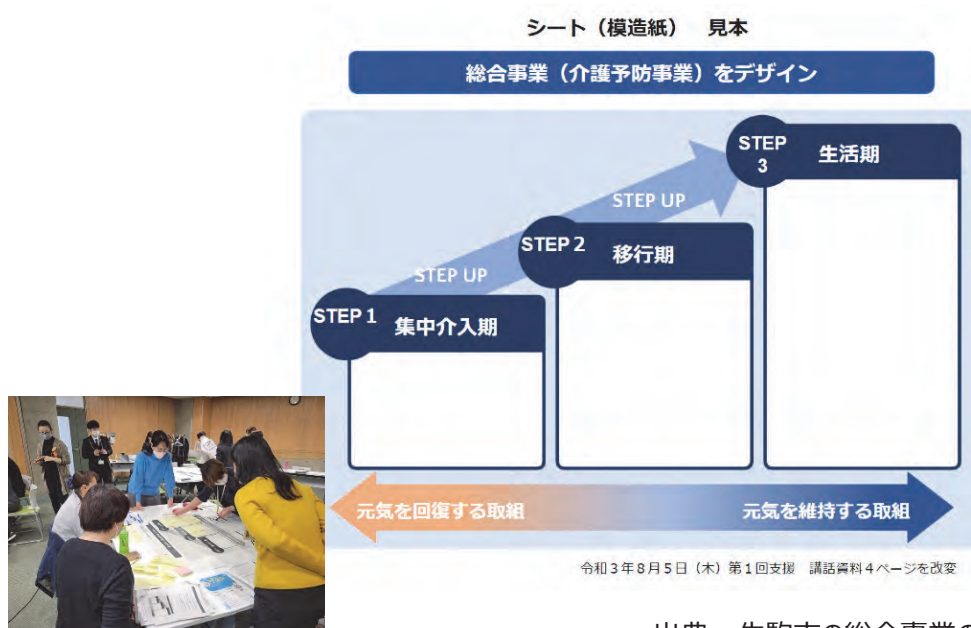 シート（模造紙）　見本
総合事業（介護予防事業）をデザイン
STEP
3
生活期
STEP UP
STEP 2
移行期
STEP UP
STEP 1
集中介入期
元気を回復する取組
元気を維持する取組
令和３年８月５日（木）第１回支援　講話資料４ページを改変